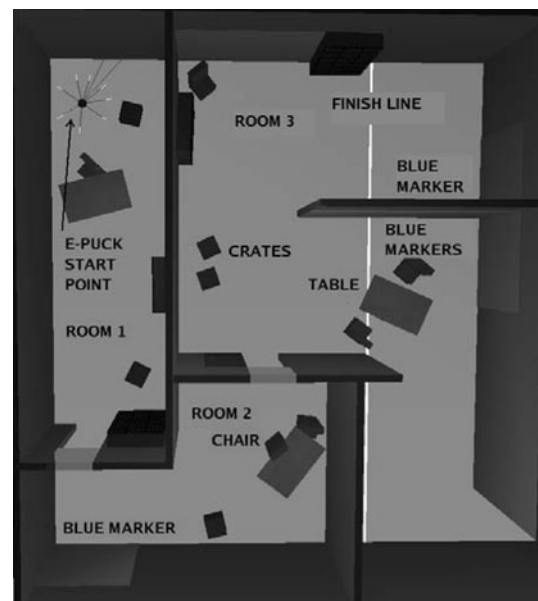 FINISH LINE
ROOM 3
BLUE
MARKER
BLUE
MARKERS
E-PUCK
START
POINT
CRATES
TABLE
ROOM 1
ROOM 2
CHAIR
BLUE MARKER